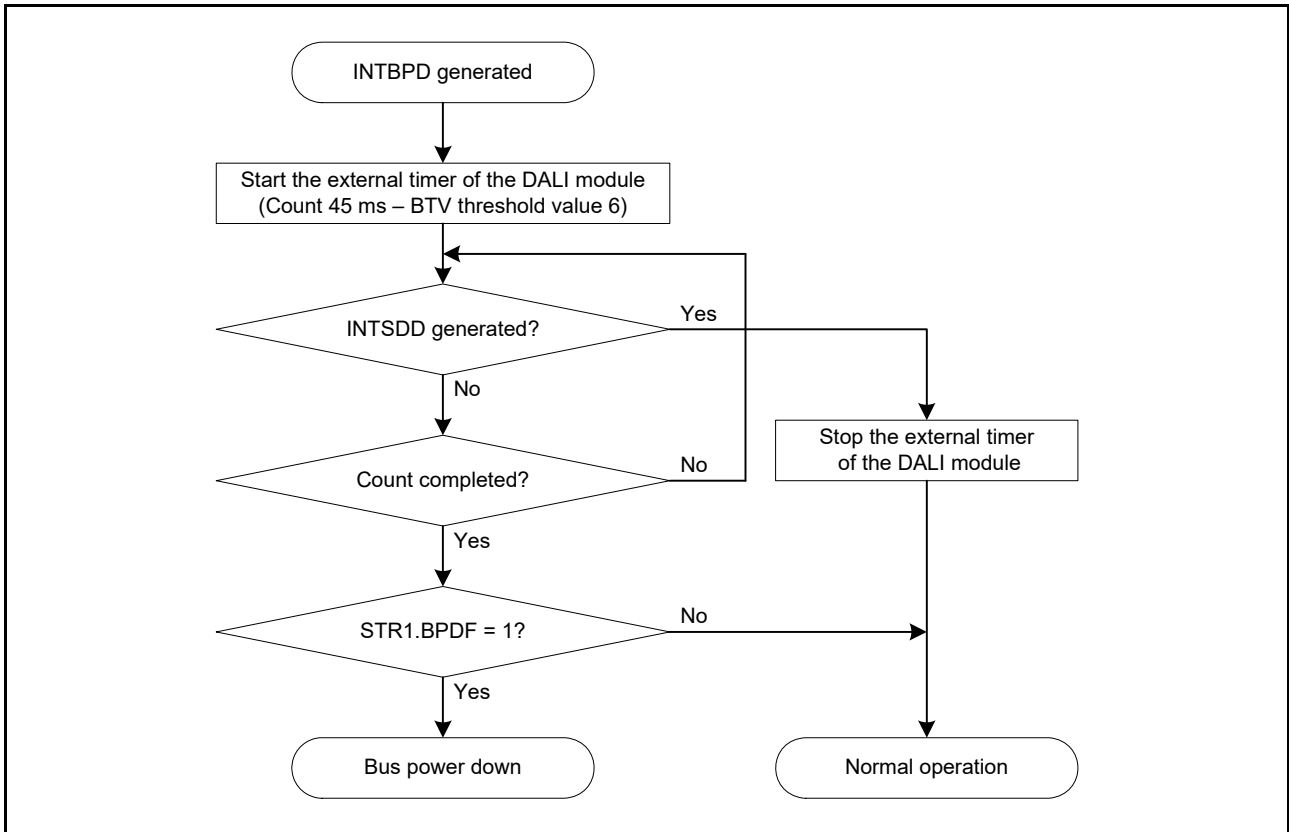 INTBPD generated
Start the external timer of the DALI module
(Count 45 ms – BTV threshold value 6)
INTSDD generated?
Yes
No
Stop the external timer
of the DALI module
Count completed?
No
Yes
STR1.BPDF = 1?
No
Yes
Bus power down
Normal operation